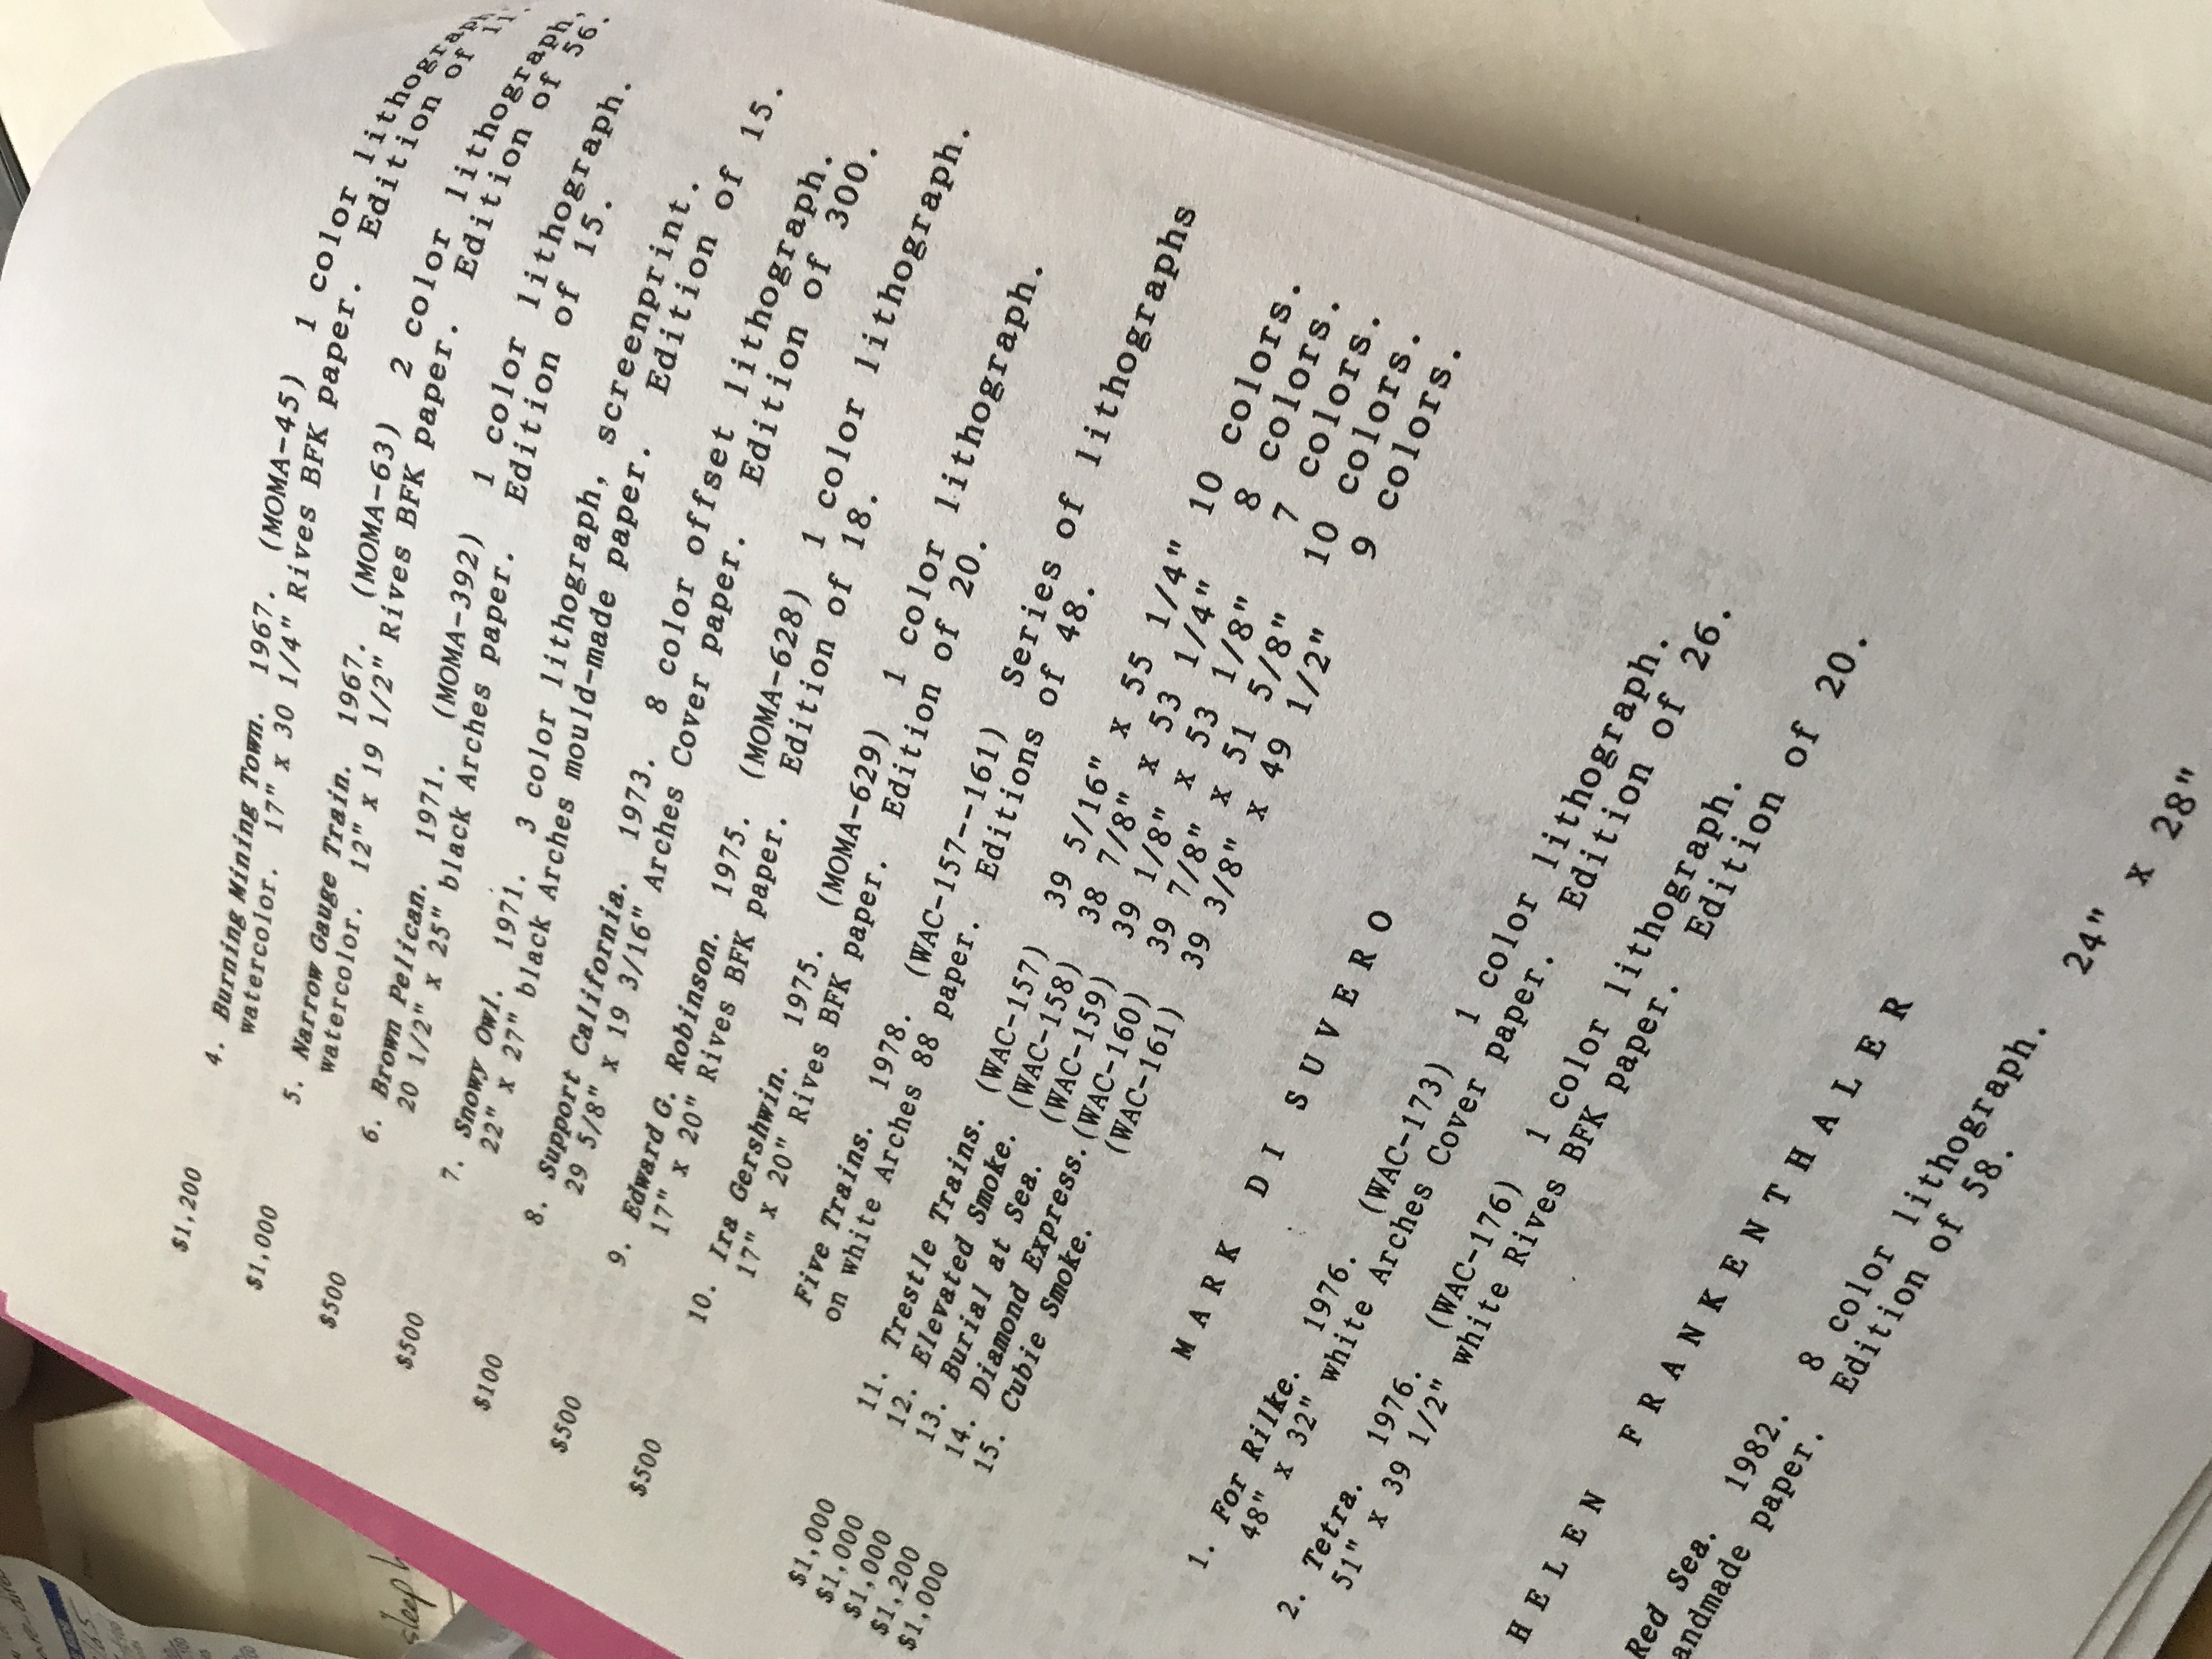 $1,200 4. Burning Mining Town. 1967. (MOMA-45) 1 color
watercolor. 17" x 30 1/4" Rives BFK paper. Edition of
$1,000 5. Narrow Gauge Train. 1967. (MOMA-63) 2 color lithograph,
watercolor. 12" x 19 1/2" Rives BFK paper. Edition of 56.
$500 6. Brown Pelican. 1971. (MOMA-392) 1 color lithograph.
20 1/2" x 25" black Arches paper. Edition of 15.
$500 7. Snowy Owl. 1971. 3 color lithograph, screenprint.
22" x 27" black Arches mould-made paper. Edition of 15.
$100 8. Support California. 1973. 8 color offset lithograph.
29 5/8" x 19 3/16" Arches Cover paper. Edition of 300.
$500 9. Edward G. Robinson. 1975. (MOMA-628) 1 color lithograph.
17" x 20" Rives BFK paper. Edition of 18.
$500 10. Ira Gershwin. 1975. (MOMA-629) 1 color lithograph.
17" x 20" Rives BFK paper. Edition of 20.
Five Trains. 1978. (WAC-157--161) Series of lithographs
on white Arches 88 paper. Editions of 48.
$1,000 11. Trestle Trains. (WAC-157) 39 5/16" x 55 1/4" 10 colors.
$1,000 12. Elevated Smoke. (WAC-158) 38 7/8" x 53 1/4" 8 colors.
$1,000 13. Burial at Sea. (WAC-159) 39 1/8" x 53 1/8" 7 colors.
$1,200 14. Diamond Express. (WAC-160) 39 7/8" x 51 5/8" 10 colors.
$1,000 15. Cubie Smoke. (WAC-161) 39 3/8" x 49 1/2" 9 colors.
MARK DI SUVERO
1. For Rilke. 1976. (WAC-173) 1 color lithograph.
48" x 32" white Arches Cover paper. Edition of 26.
2. Tetra. 1976. (WAC-176) 1 color lithograph.
51" x 39 1/2" white Rives BFK paper. Edition of 20.
HELEN FRANKENTHALER
Red Sea. 1982. 8 color lithograph. 24" x 28"
andmade paper. Edition of 58.
sleep